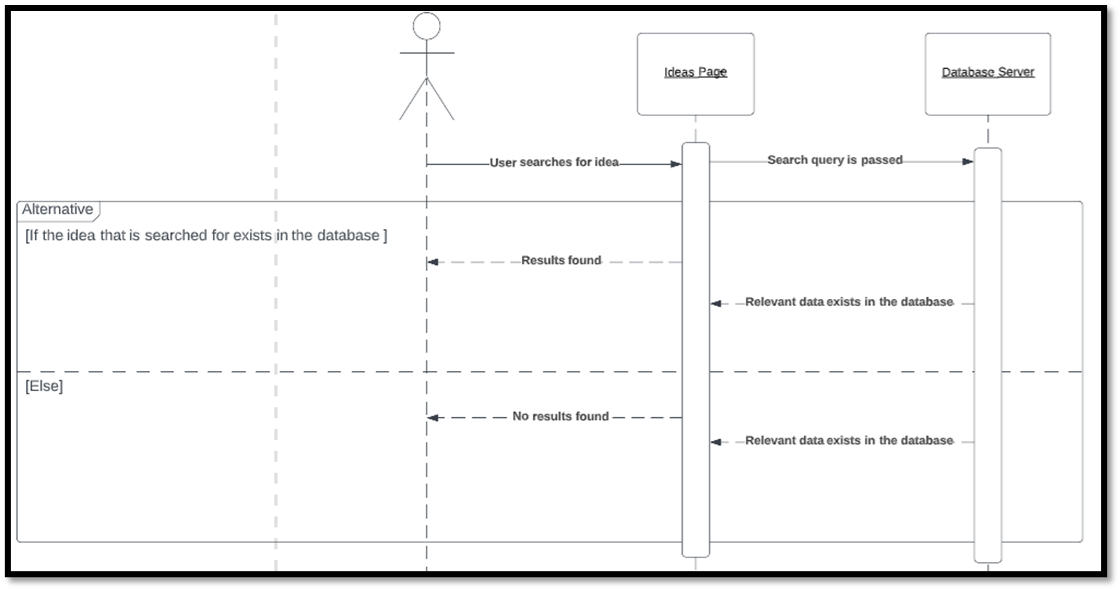 Ideas Page
Database Server
User searches for idea
Search query is passed
Alternative
[If the idea that is searched for exists in the database ]
Results found
Relevant data exists in the database
[Else]
No results found
Relevant data exists in the database